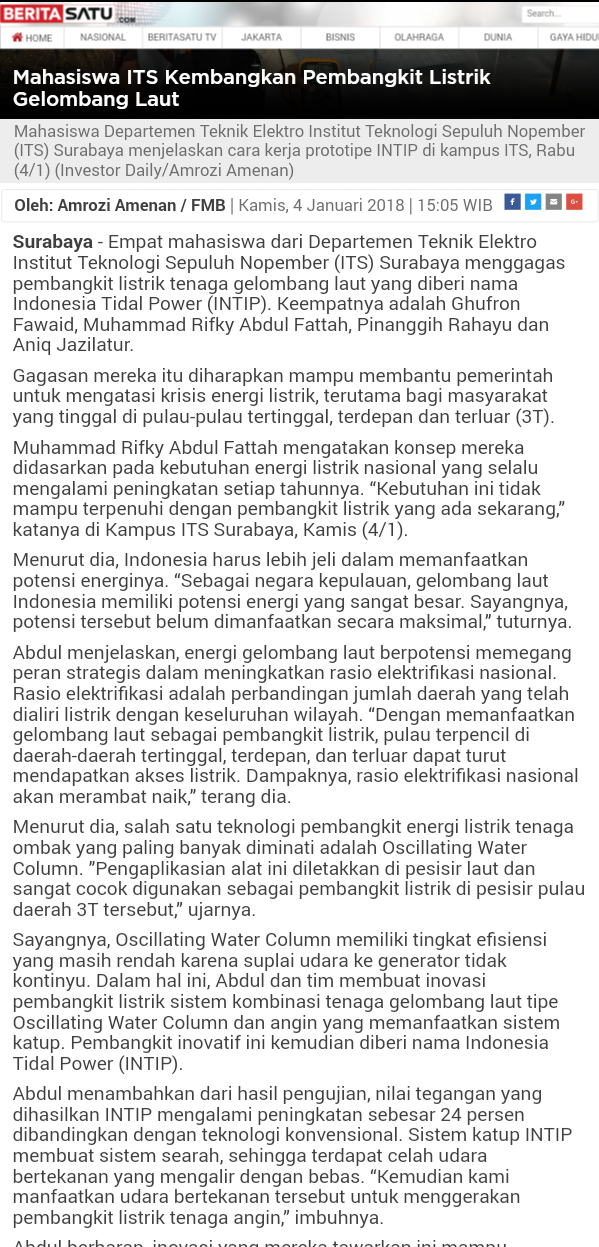 BERITA SATU .COM
Search...
HOME NASIONAL BERITASATU TV JAKARTA BISNIS OLAHRAGA DUNIA GAYA HIDU
Mahasiswa ITS Kembangkan Pembangkit Listrik
Gelombang Laut
Mahasiswa Departemen Teknik Elektro Institut Teknologi Sepuluh Nopember
(ITS) Surabaya menjelaskan cara kerja prototipe INTIP di kampus ITS, Rabu
(4/1) (Investor Daily/Amrozi Amenan)
Oleh: Amrozi Amenan / FMB | Kamis, 4 Januari 2018 | 15:05 WIB
Surabaya - Empat mahasiswa dari Departemen Teknik Elektro
Institut Teknologi Sepuluh Nopember (ITS) Surabaya menggagas
pembangkit listrik tenaga gelombang laut yang diberi nama
Indonesia Tidal Power (INTIP). Keempatnya adalah Ghufron
Fawaid, Muhammad Rifky Abdul Fattah, Pinanggih Rahayu dan
Aniq Jazilatur.
Gagasan mereka itu diharapkan mampu membantu pemerintah
untuk mengatasi krisis energi listrik, terutama bagi masyarakat
yang tinggal di pulau-pulau tertinggal, terdepan dan terluar (3T).
Muhammad Rifky Abdul Fattah mengatakan konsep mereka
didasarkan pada kebutuhan energi listrik nasional yang selalu
mengalami peningkatan setiap tahunnya. “Kebutuhan ini tidak
mampu terpenuhi dengan pembangkit listrik yang ada sekarang,”
katanya di Kampus ITS Surabaya, Kamis (4/1).
Menurut dia, Indonesia harus lebih jeli dalam memanfaatkan
potensi energinya. “Sebagai negara kepulauan, gelombang laut
Indonesia memiliki potensi energi yang sangat besar. Sayangnya,
potensi tersebut belum dimanfaatkan secara maksimal,” tuturnya.
Abdul menjelaskan, energi gelombang laut berpotensi memegang
peran strategis dalam meningkatkan rasio elektrifikasi nasional.
Rasio elektrifikasi adalah perbandingan jumlah daerah yang telah
dialiri listrik dengan keseluruhan wilayah. “Dengan memanfaatkan
gelombang laut sebagai pembangkit listrik, pulau terpencil di
daerah-daerah tertinggal, terdepan, dan terluar dapat turut
mendapatkan akses listrik. Dampaknya, rasio elektrifikasi nasional
akan merambat naik,” terang dia.
Menurut dia, salah satu teknologi pembangkit energi listrik tenaga
ombak yang paling banyak diminati adalah Oscillating Water
Column. ”Pengaplikasian alat ini diletakkan di pesisir laut dan
sangat cocok digunakan sebagai pembangkit listrik di pesisir pulau
daerah 3T tersebut,” ujarnya.
Sayangnya, Oscillating Water Column memiliki tingkat efisiensi
yang masih rendah karena suplai udara ke generator tidak
kontinyu. Dalam hal ini, Abdul dan tim membuat inovasi
pembangkit listrik sistem kombinasi tenaga gelombang laut tipe
Oscillating Water Column dan angin yang memanfaatkan sistem
katup. Pembangkit inovatif ini kemudian diberi nama Indonesia
Tidal Power (INTIP).
Abdul menambahkan dari hasil pengujian, nilai tegangan yang
dihasilkan INTIP mengalami peningkatan sebesar 24 persen
dibandingkan dengan teknologi konvensional. Sistem katup INTIP
membuat sistem searah, sehingga terdapat celah udara
bertekanan yang mengalir dengan bebas. “Kemudian kami
manfaatkan udara bertekanan tersebut untuk menggerakan
pembangkit listrik tenaga angin,” imbuhnya.
Abdul berharap, inovasi yang mereka tawarkan ini mampu